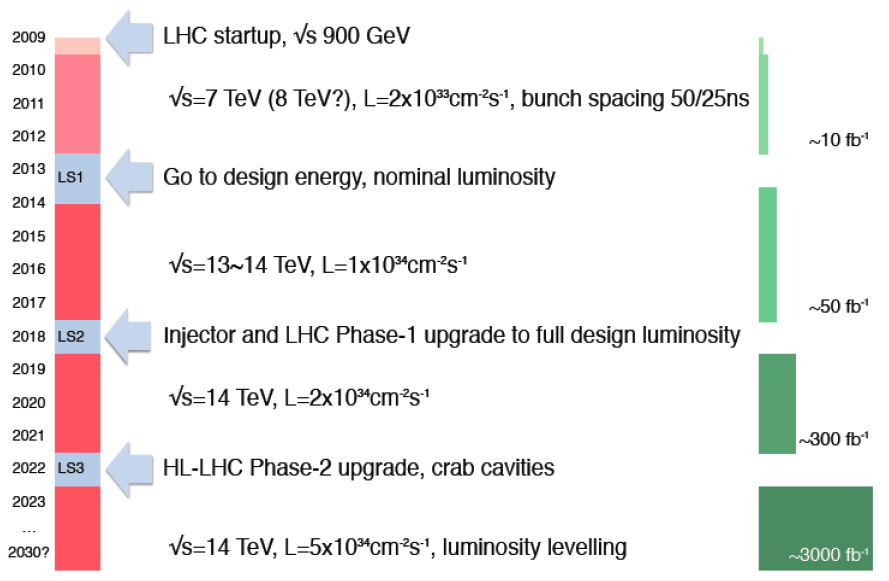 2009 LHC startup, √s 900 GeV
2010
√s=7 TeV (8 TeV?), L=2x10³³cm⁻²s⁻¹, bunch spacing 50/25ns
2011
2012
~10 fb⁻¹
2013
LS1 Go to design energy, nominal luminosity
2014
2015
√s=13~14 TeV, L=1x10³⁴cm⁻²s⁻¹
2016
2017
~50 fb⁻¹
2018 LS2 Injector and LHC Phase-1 upgrade to full design luminosity
2019
√s=14 TeV, L=2x10³⁴cm⁻²s⁻¹
2020
2021
~300 fb⁻¹
2022 LS3 HL-LHC Phase-2 upgrade, crab cavities
2023
...
√s=14 TeV, L=5x10³⁴cm⁻²s⁻¹, luminosity levelling
2030?
~3000 fb⁻¹